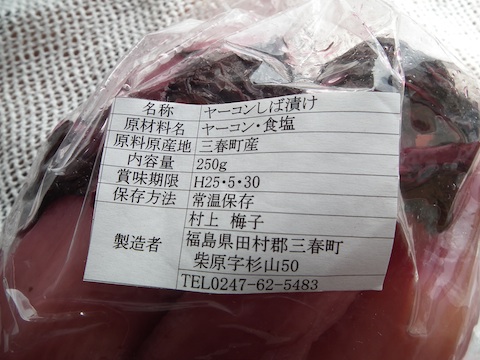 名称 ヤーコンしば漬け
原材料名 ヤーコン・食塩
原料原産地 三春町産
内容量 250g
賞味期限 H25・5・30
保存方法 常温保存
製造者 村上 梅子
福島県田村郡三春町
柴原字杉山50
TEL0247-62-5483